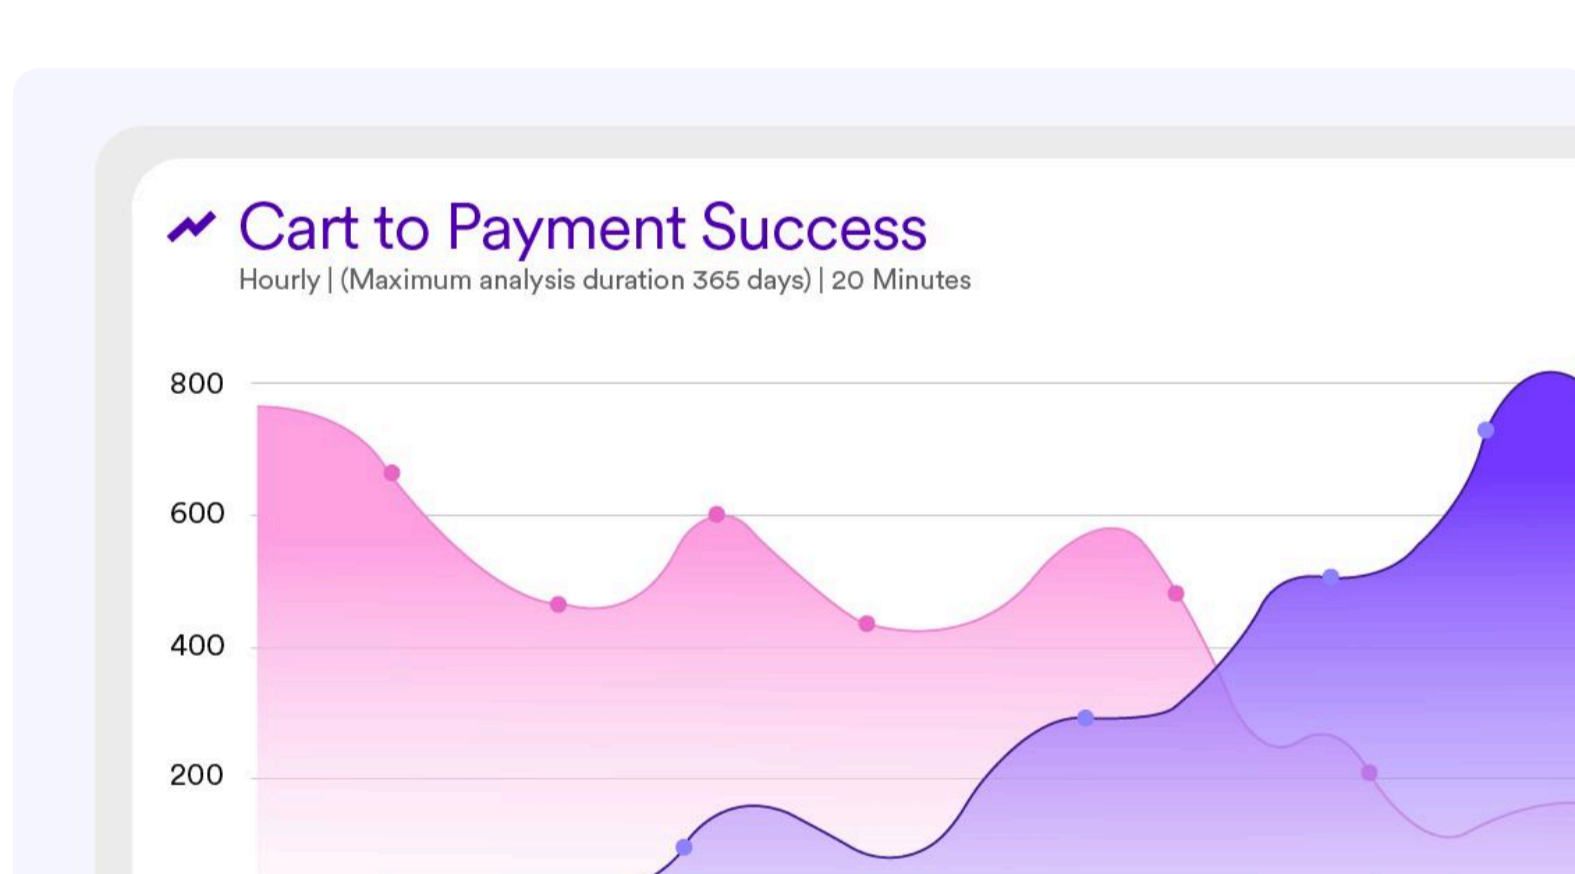 Cart to Payment Success
Hourly | (Maximum analysis duration 365 days) | 20 Minutes
800
600
400
200